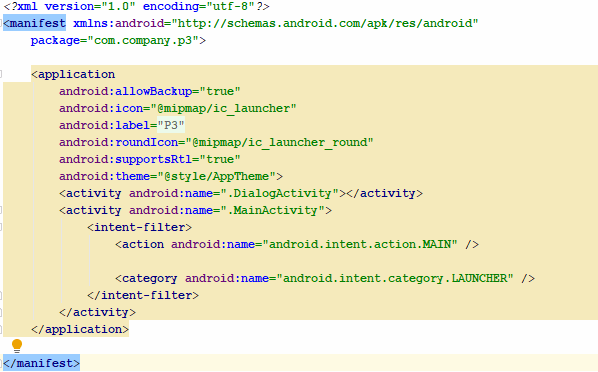 <?xml version="1.0" encoding="utf-8"?>
<manifest xmlns:android="http://schemas.android.com/apk/res/android"
    package="com.company.p3">

    <application
        android:allowBackup="true"
        android:icon="@mipmap/ic_launcher"
        android:label="P3"
        android:roundIcon="@mipmap/ic_launcher_round"
        android:supportsRtl="true"
        android:theme="@style/AppTheme">
        <activity android:name=".DialogActivity"></activity>
        <activity android:name=".MainActivity">
            <intent-filter>
                <action android:name="android.intent.action.MAIN" />

                <category android:name="android.intent.category.LAUNCHER" />
            </intent-filter>
        </activity>
    </application>

</manifest>